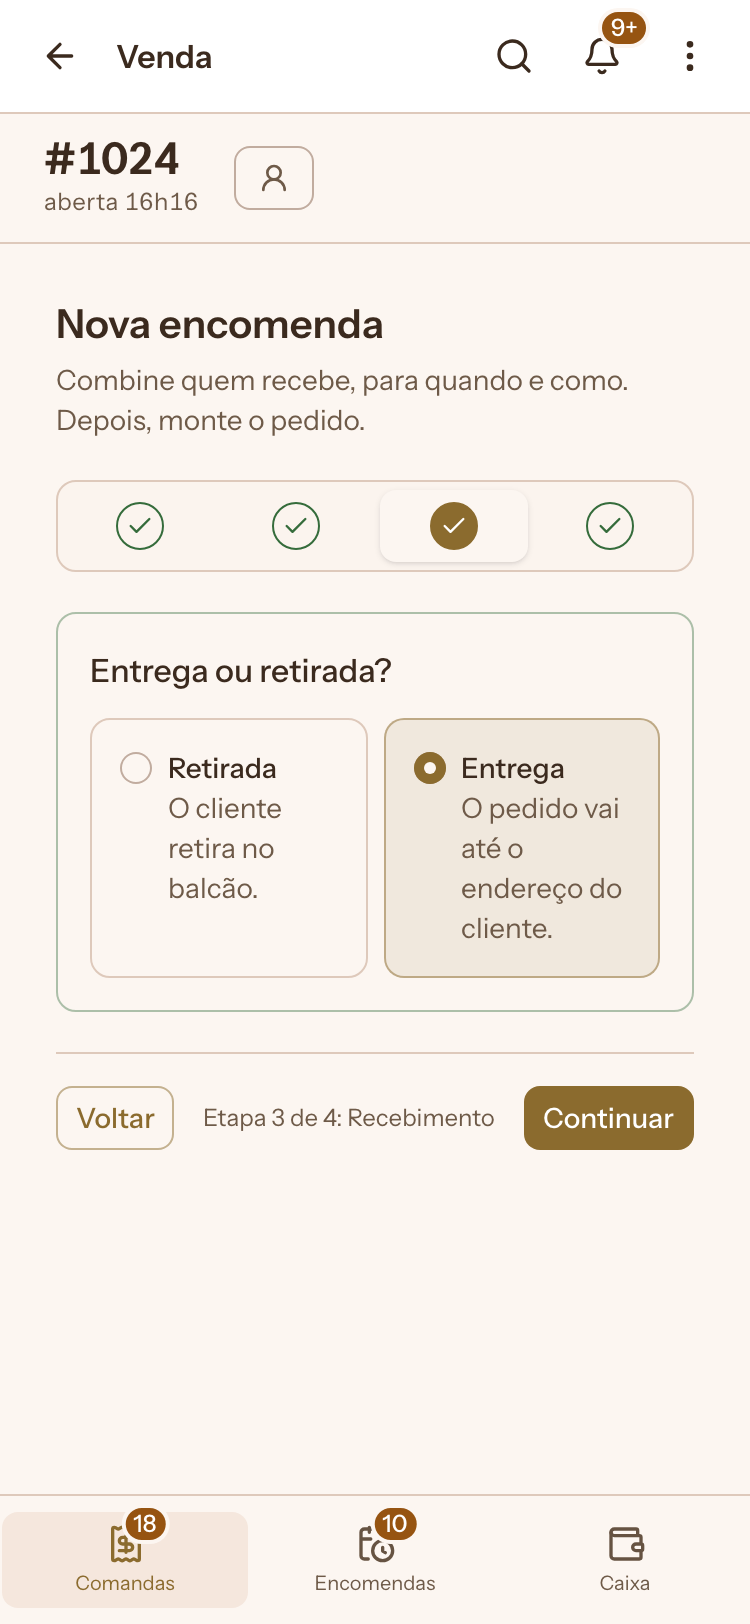 Venda
9+
#1024
aberta 16h16
Nova encomenda
Combine quem recebe, para quando e como.
Depois, monte o pedido.
Entrega ou retirada?
Retirada
O cliente
retira no
balcão.
Entrega
O pedido vai
até o
endereço do
cliente.
Voltar
Etapa 3 de 4: Recebimento
Continuar
18
Comandas
10
Encomendas
Caixa